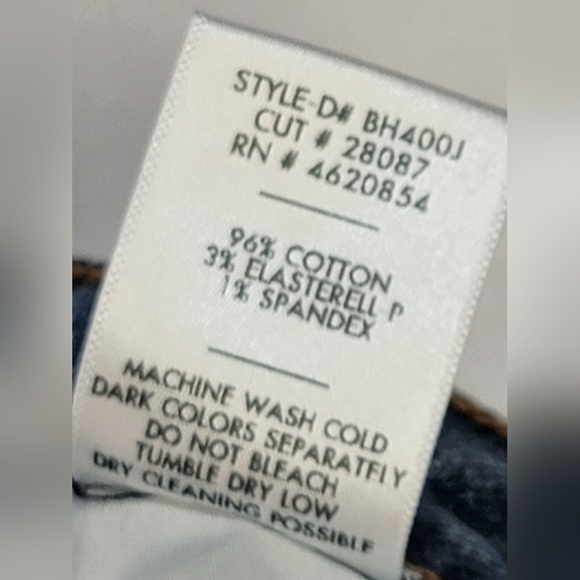 STYLE-D# BH400J
CUT # 28087
RN # 4620854
96% COTTON
3% ELASTERELL P
1% SPANDEX
MACHINE WASH COLD
DARK COLORS SEPARATELY
DO NOT BLEACH
TUMBLE DRY LOW
DRY CLEANING POSSIBLE